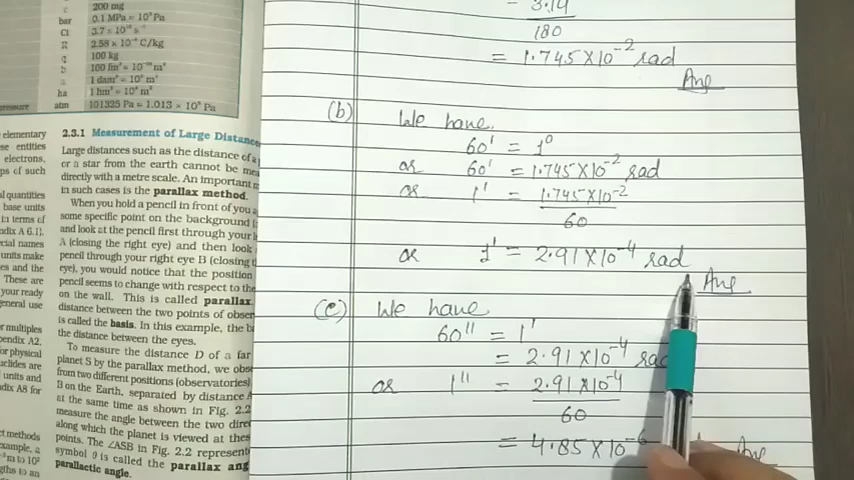 200 mg
bar 0.1 MPa = 10⁵ Pa
Ci 3.7 × 10¹⁰ s⁻¹
R 2.58 × 10⁻⁴ C/kg
q 100 kg
b 100 fm² = 10⁻²⁸ m²
a 1 dam² = 10² m²
ha 1 hm² = 10⁴ m²
atm 101325 Pa = 1.013 × 10⁵ Pa
elementary
entities
electrons,
of such
quantities
base units
in terms of
A 6.1).
names
units make
and the
These are
your ready
general use
multiples
A2.
physical
units and
A8 for
methods
2.3.1 Measurement of Large
Large distances such as the distance of a
or a star from the earth cannot be
directly with a metre scale. An important
in such cases is the parallax method.
When you hold a pencil in front of you
some specific point on the background
and look at the pencil first through your
A (closing the right eye) and then look
pencil through your right eye B (closing
eye), you would notice that the position
pencil seems to change with respect to the
on the wall. This is called
distance between the two points of
is called the basis. In this example, the
the distance between the eyes.
To measure the distance D of a far
planet S by the parallax method, we
from two different positions (observatories)
B on the Earth, separated by distance
at the same time as shown in Fig. 2.2
measure the angle between the two
along which the planet is viewed at
points. The ∠ASB in Fig. 2.2
symbol θ is called the parallax
parallactic angle.
= 3.14
180
= 1.745 × 10⁻² rad
Ans
(b) We have,
60' = 1°
or 60' = 1.745 × 10⁻² rad
or 1' = 1.745 × 10⁻²
60
or 1' = 2.91 × 10⁻⁴ rad
Ans
(c) We have
60'' = 1'
= 2.91 × 10⁻⁴ rad
or 1'' = 2.91 × 10⁻⁴
60
= 4.85 × 10⁻⁶
Ans